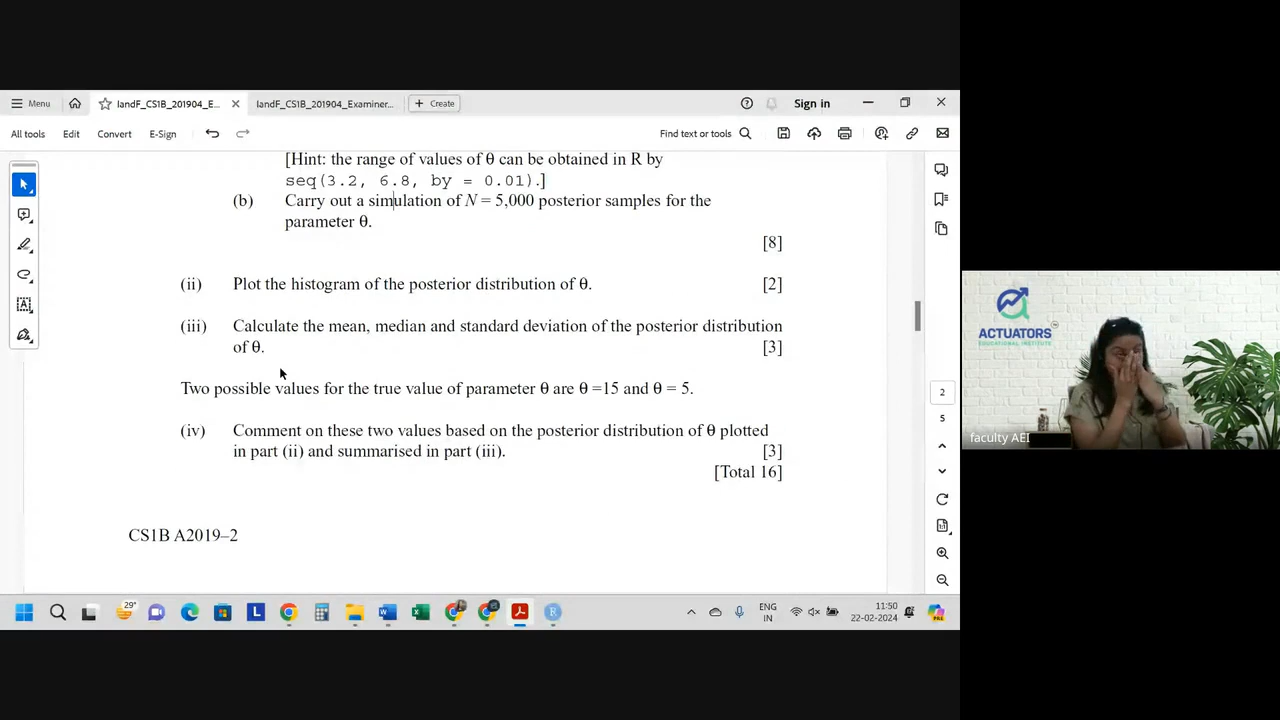 Menu
landF_CS1B_201904_E...
landF_CS1B_201904_Examiner...
Create
Sign in
All tools
Edit
Convert
E-Sign
Find text or tools
[Hint: the range of values of θ can be obtained in R by
seq(3.2, 6.8, by = 0.01).]
(b) Carry out a simulation of N = 5,000 posterior samples for the
parameter θ.
[8]
(ii) Plot the histogram of the posterior distribution of θ. [2]
(iii) Calculate the mean, median and standard deviation of the posterior distribution
of θ. [3]
Two possible values for the true value of parameter θ are θ =15 and θ = 5.
(iv) Comment on these two values based on the posterior distribution of θ plotted
in part (ii) and summarised in part (iii). [3]
[Total 16]
CS1B A2019–2
2
5
ACTUATORS
EDUCATIONAL INSTITUTE
faculty AEI
29°
ENG
IN
11:50
22-02-2024